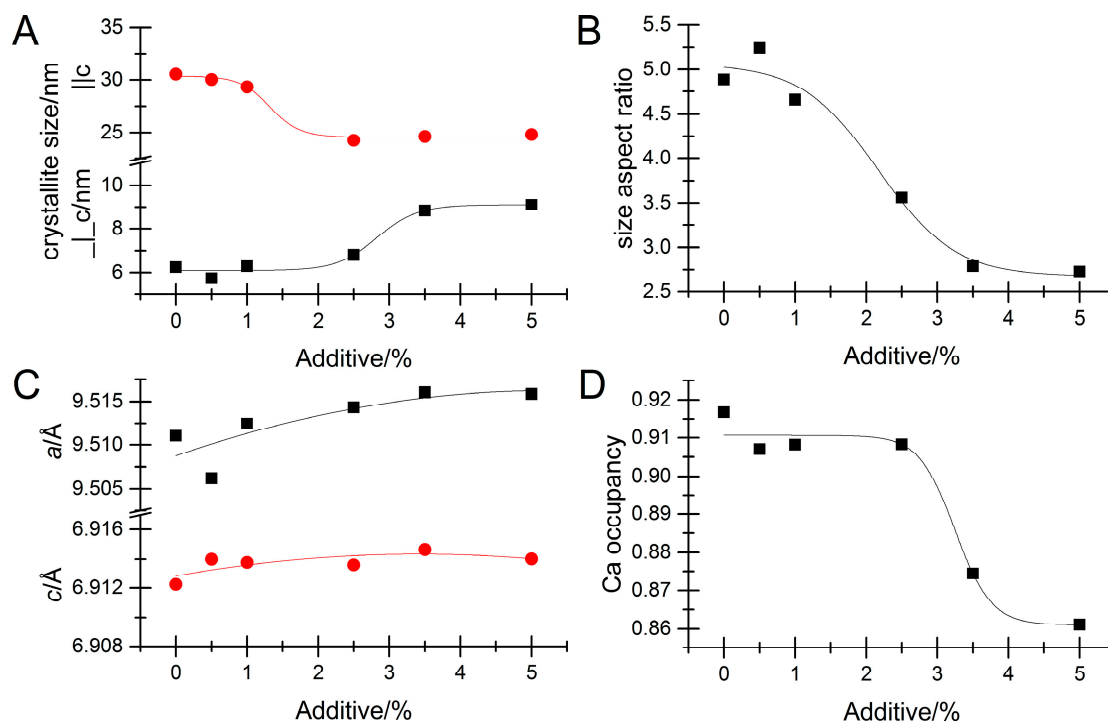 A
crystallite size/nm
_|_c/nm ||c
35
30
25
10
8
6
0 1 2 3 4 5
Additive/%
B
size aspect ratio
5.5
5.0
4.5
4.0
3.5
3.0
2.5
0 1 2 3 4 5
Additive/%
C
a/Å
c/Å
9.515
9.510
9.505
6.916
6.912
6.908
0 1 2 3 4 5
Additive/%
D
Ca occupancy
0.92
0.91
0.90
0.89
0.88
0.87
0.86
0 1 2 3 4 5
Additive/%